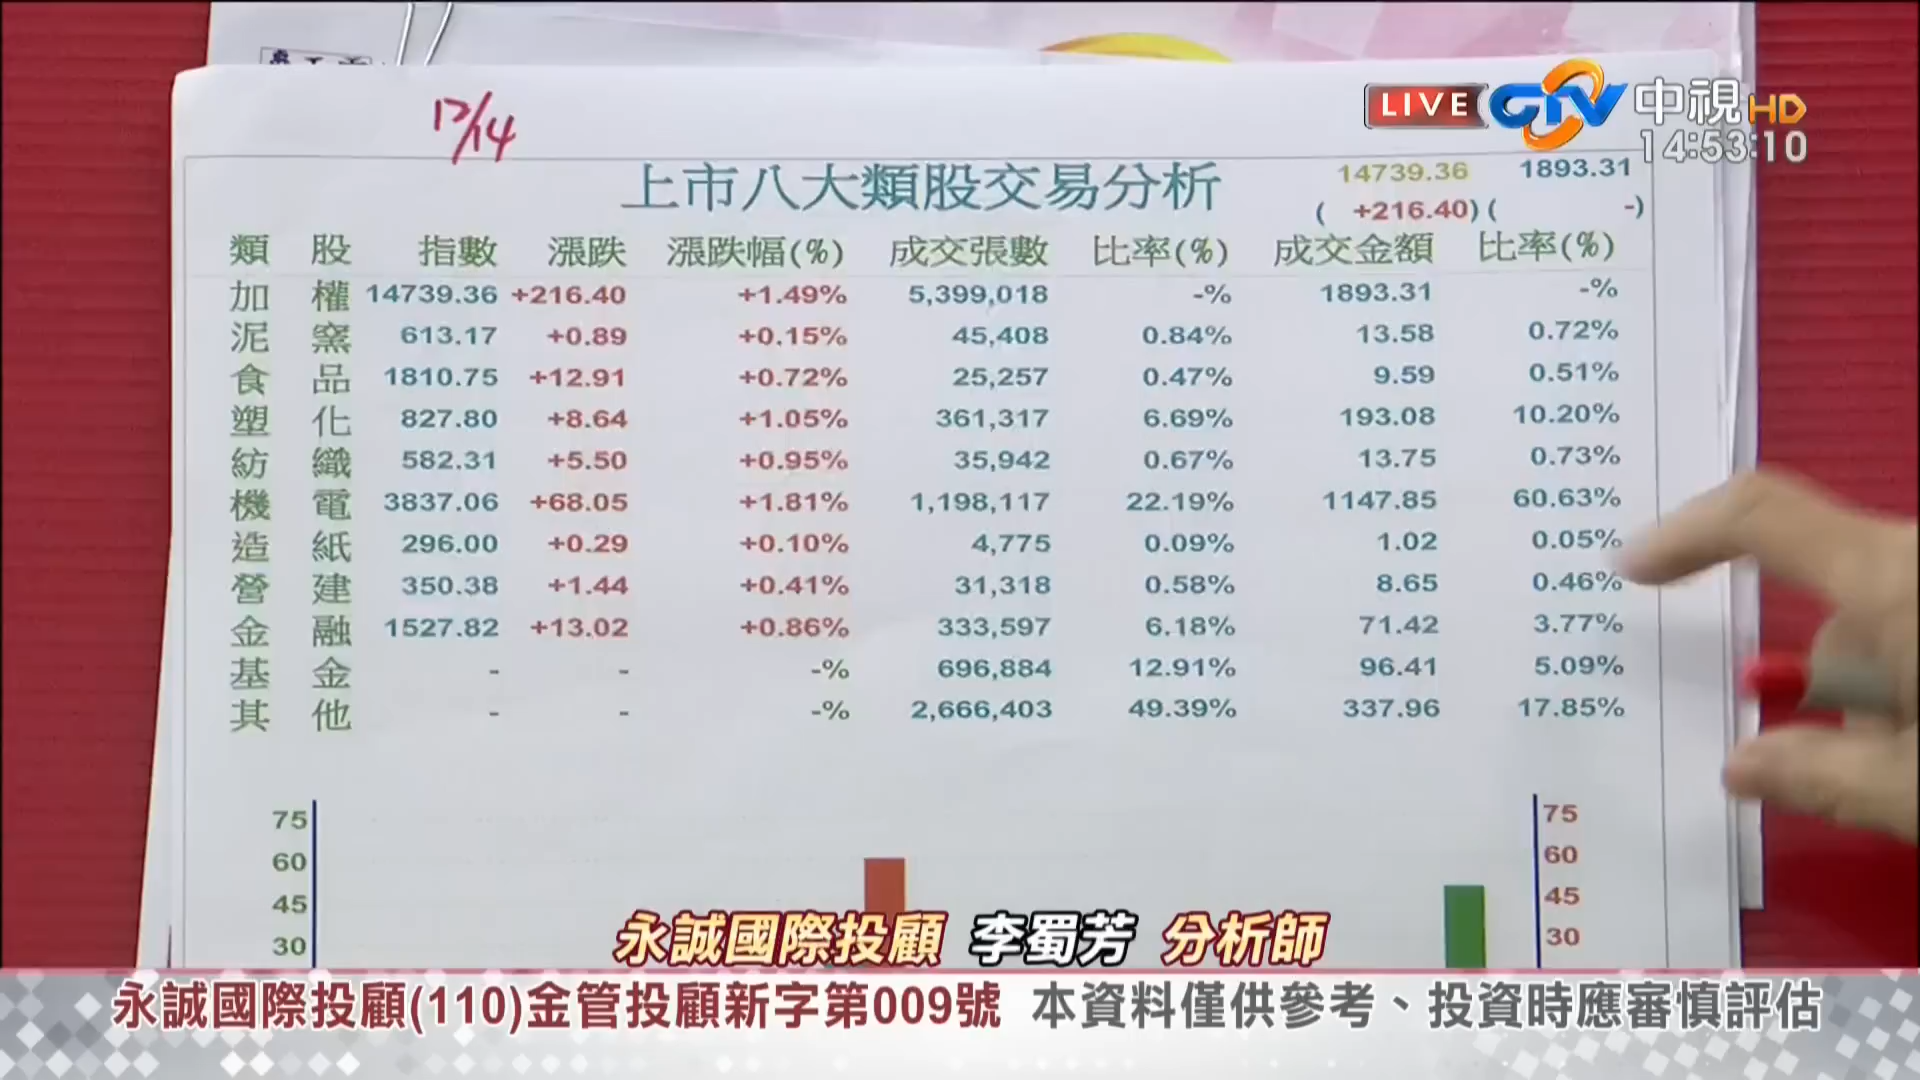 12/14
LIVE CTV 中視HD
14:53:10
上市八大類股交易分析 14739.36 1893.31
( +216.40) ( -)
類股 指數 漲跌 漲跌幅(%) 成交張數 比率(%) 成交金額 比率(%)
加權 14739.36 +216.40 +1.49% 5,399,018 -% 1893.31 -%
泥窯 613.17 +0.89 +0.15% 45,408 0.84% 13.58 0.72%
食品 1810.75 +12.91 +0.72% 25,257 0.47% 9.59 0.51%
塑化 827.80 +8.64 +1.05% 361,317 6.69% 193.08 10.20%
紡織 582.31 +5.50 +0.95% 35,942 0.67% 13.75 0.73%
機電 3837.06 +68.05 +1.81% 1,198,117 22.19% 1147.85 60.63%
造紙 296.00 +0.29 +0.10% 4,775 0.09% 1.02 0.05%
營建 350.38 +1.44 +0.41% 31,318 0.58% 8.65 0.46%
金融 1527.82 +13.02 +0.86% 333,597 6.18% 71.42 3.77%
基金 - - -% 696,884 12.91% 96.41 5.09%
其他 - - -% 2,666,403 49.39% 337.96 17.85%
75 75
60 60
45 45
30 30
永誠國際投顧 李蜀芳 分析師
永誠國際投顧(110)金管投顧新字第009號 本資料僅供參考、投資時應審慎評估